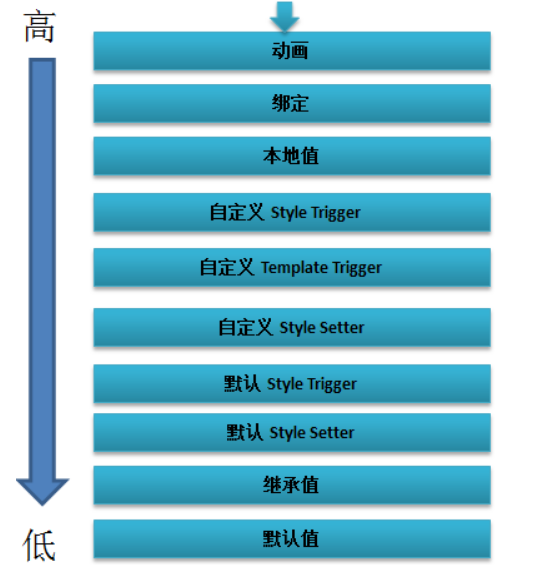 高
动画
绑定
本地值
自定义 Style Trigger
自定义 Template Trigger
自定义 Style Setter
默认 Style Trigger
默认 Style Setter
继承值
低
默认值